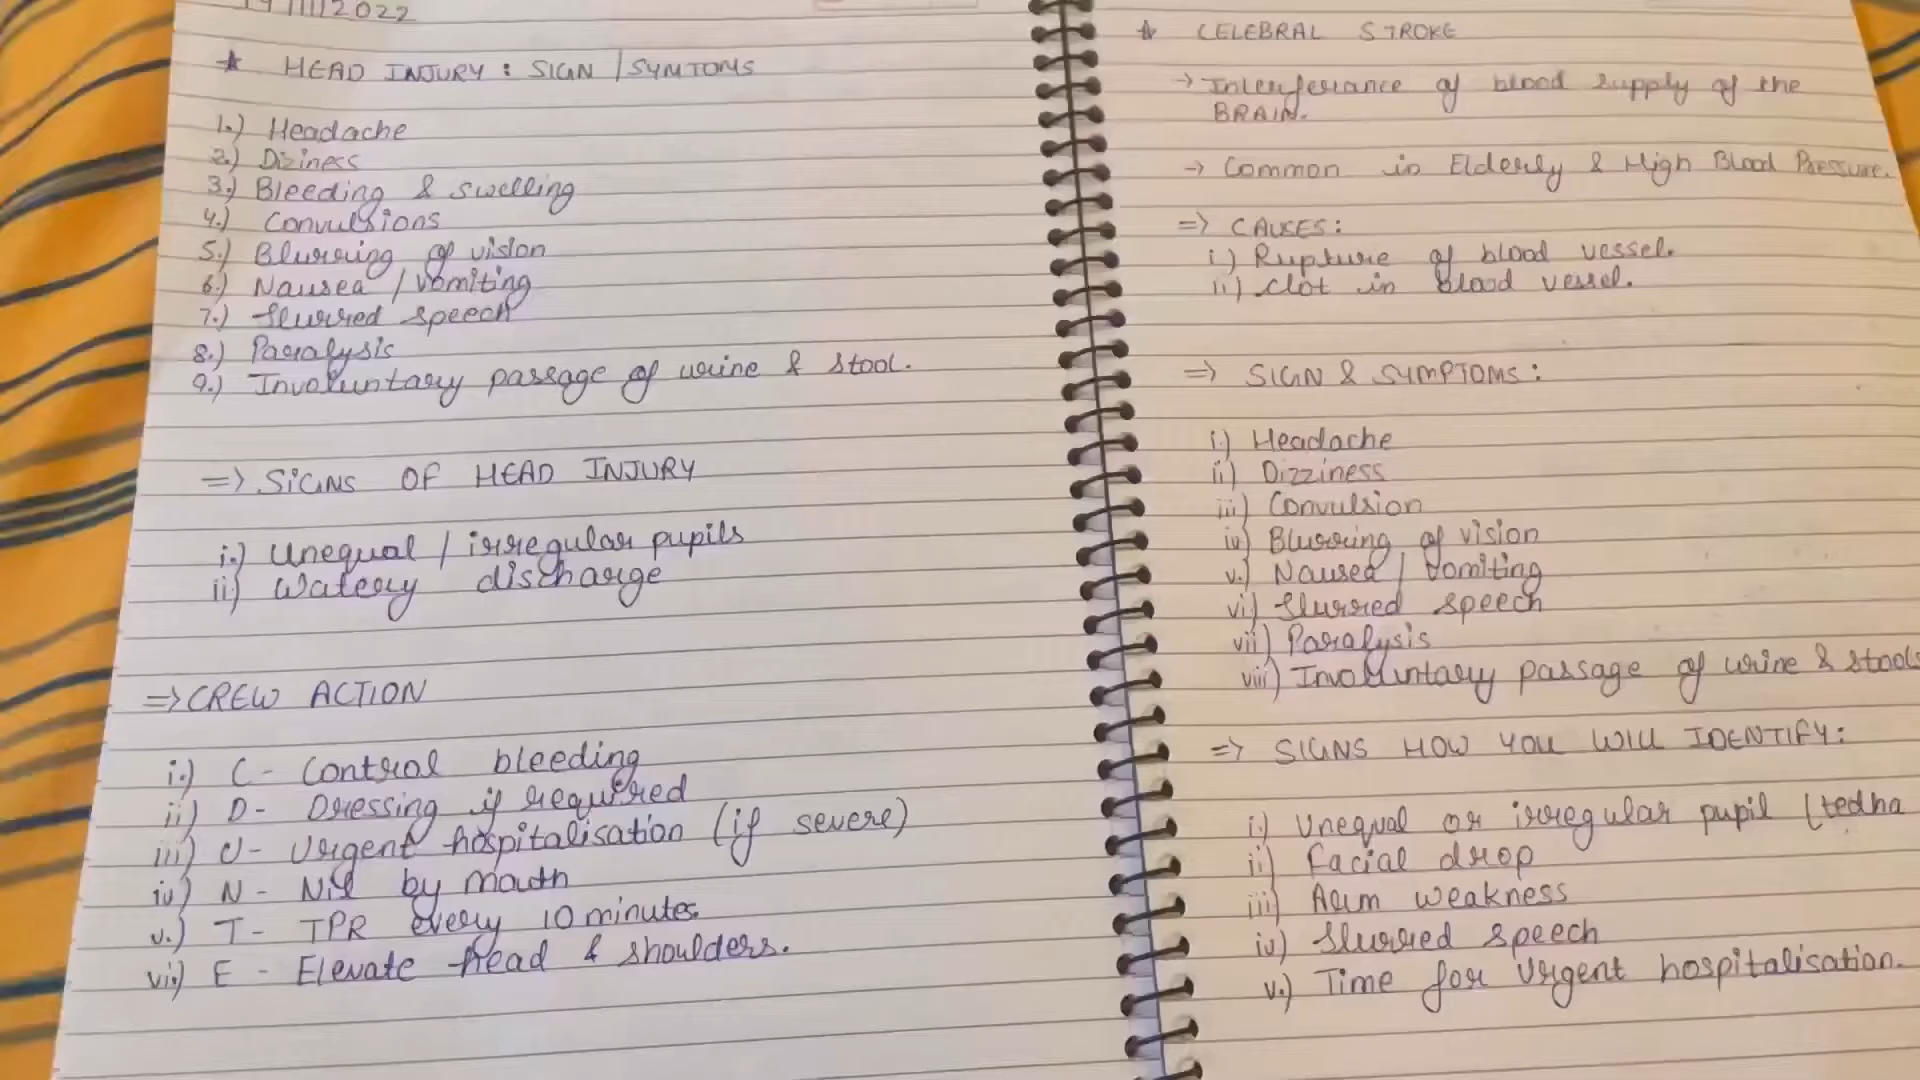 11/2022
★ HEAD INJURY : SIGN / SYMTOMS
1.) Headache
2.) Diziness
3.) Bleeding & swelling
4.) Convulsions
5.) Blurring of vision
6.) Nausea / Vomiting
7.) Slurred speech
8.) Paralysis
9.) Involuntary passage of urine & stool.
=> SIGNS OF HEAD INJURY
i.) Unequal / irregular pupils
ii) Watery discharge
=> CREW ACTION
i.) C - Control bleeding
ii) D - Dressing if required
iii) U - Urgent hospitalisation (if severe)
iv) N - Nil by mouth
v.) T - TPR every 10 minutes.
vi.) E - Elevate head & shoulders.
★ CELEBRAL STROKE
→ Interferance of blood supply of the
BRAIN.
→ Common in Elderly & High Blood Pressure.
=> CAUSES :
i) Rupture of blood vessel.
ii) clot in blood vessel.
=> SIGN & SYMPTOMS :
i) Headache
ii) Dizziness
iii) Convulsion
iv) Blurring of vision
v.) Nausea / Vomiting
vi) Slurred speech
vii) Paralysis
viii) Involuntary passage of urine & stools
=> SIGNS HOW YOU WILL IDENTIFY :
i) Unequal or irregular pupil (tedha
ii) Facial drop
iii) Arm weakness
iv) Slurred speech
v.) Time for Urgent hospitalisation.